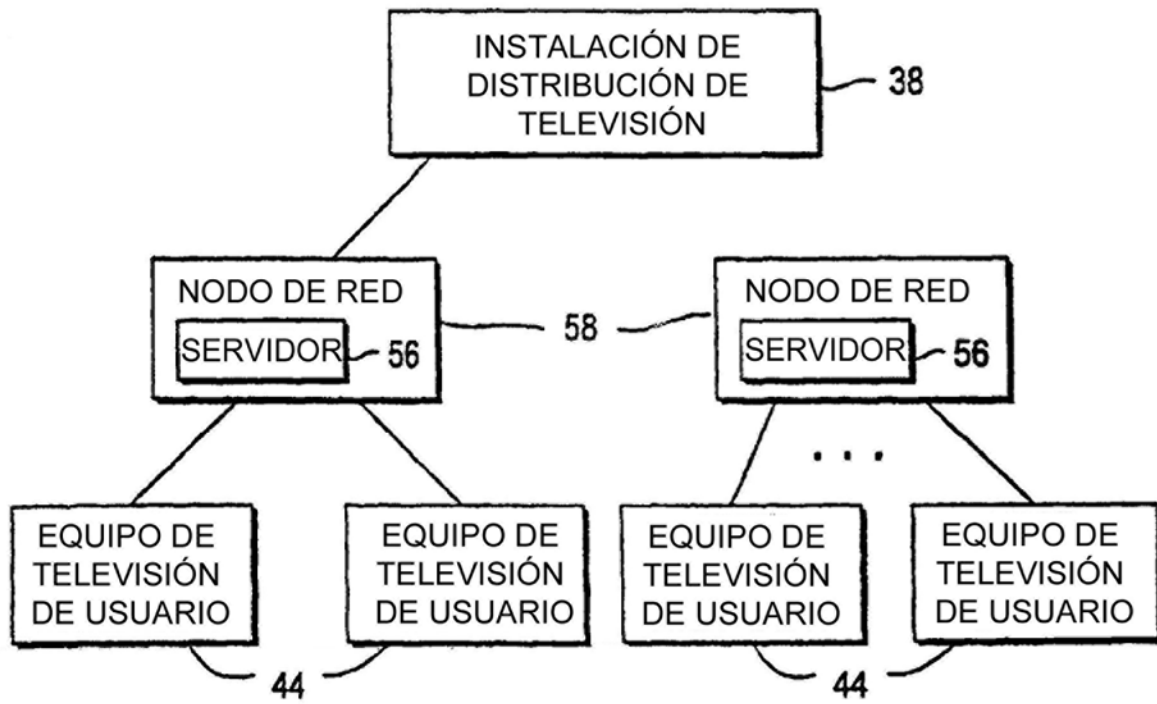 INSTALACIÓN DE
DISTRIBUCIÓN DE
TELEVISIÓN
38
NODO DE RED
SERVIDOR
56
58
NODO DE RED
SERVIDOR
56
. . .
EQUIPO DE
TELEVISIÓN
DE USUARIO
EQUIPO DE
TELEVISIÓN
DE USUARIO
EQUIPO DE
TELEVISIÓN
DE USUARIO
EQUIPO DE
TELEVISIÓN
DE USUARIO
44
44